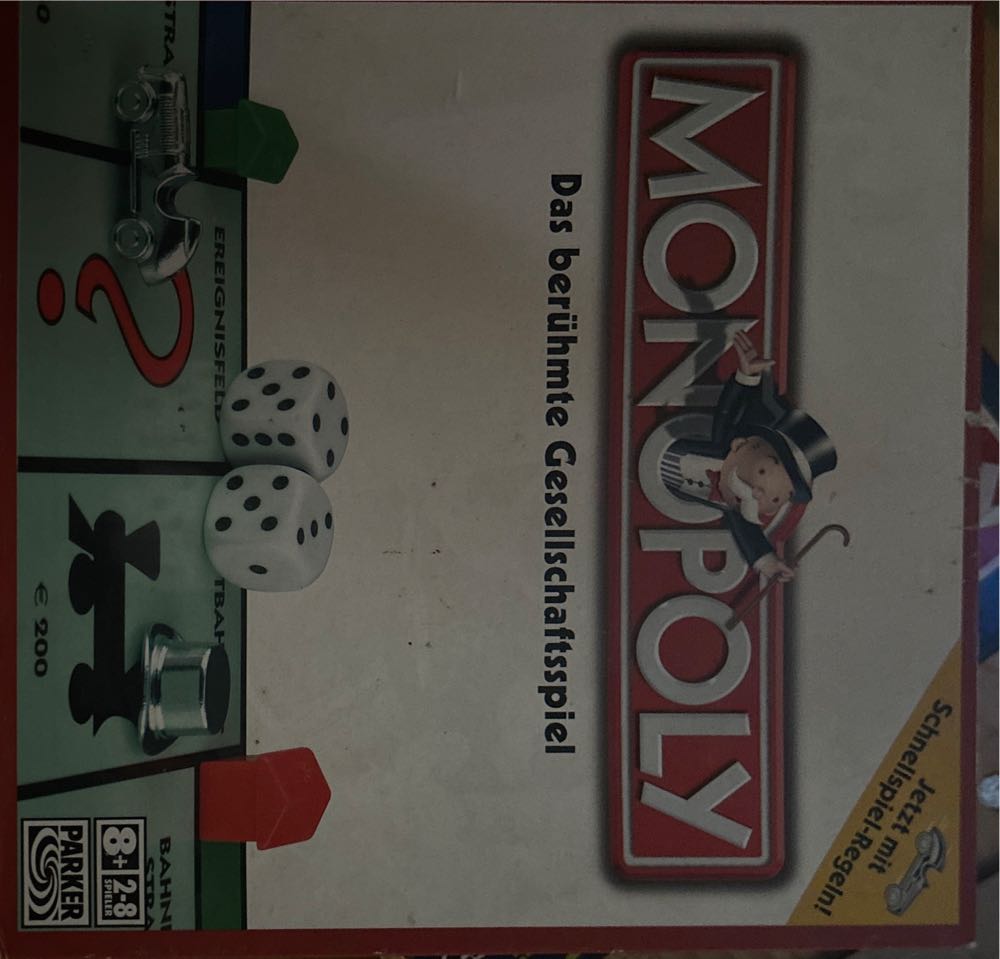 MONOPOLY
Das berühmte Gesellschaftsspiel
Jetzt mit
Schnellspiel-Regeln!
EREIGNISFELD
€ 200
8+ 2-8
SPIELER
PARKER